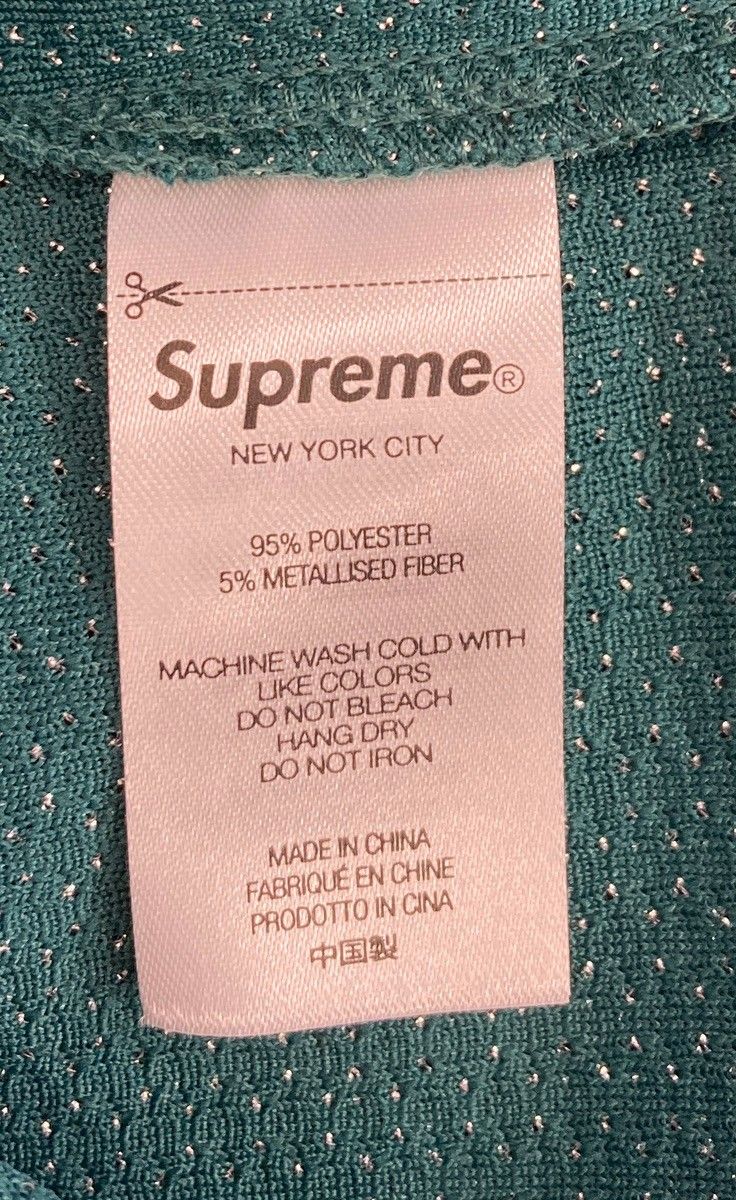 Supreme®
NEW YORK CITY
95% POLYESTER
5% METALLISED FIBER
MACHINE WASH COLD WITH
LIKE COLORS
DO NOT BLEACH
HANG DRY
DO NOT IRON
MADE IN CHINA
FABRIQUÉ EN CHINE
PRODOTTO IN CINA
中国製